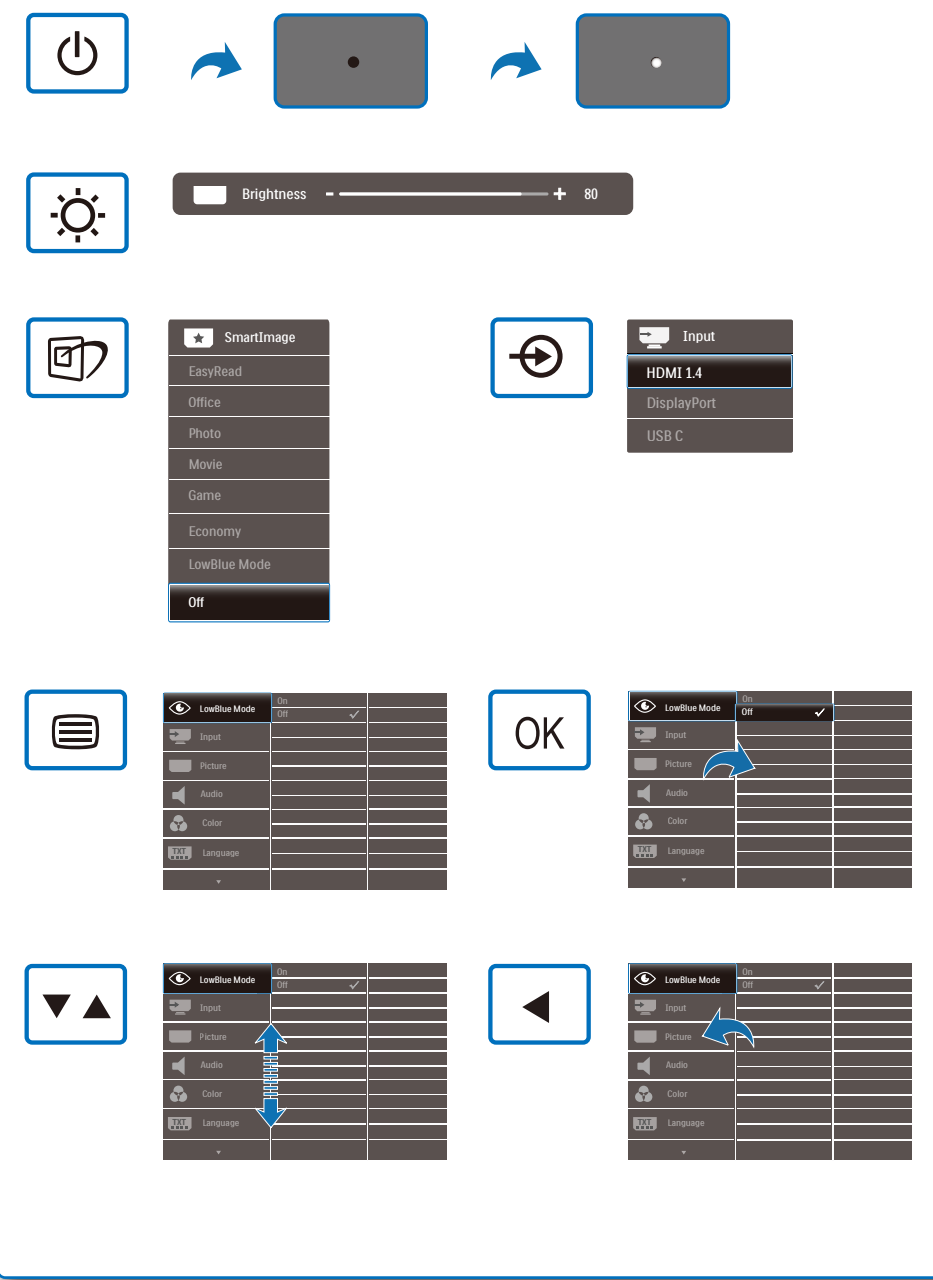 Brightness - + 80
SmartImage
EasyRead
Office
Photo
Movie
Game
Economy
LowBlue Mode
Off
Input
HDMI 1.4
DisplayPort
USB C
LowBlue Mode
On
Off
Input
Picture
Audio
Color
TXT Language
OK
LowBlue Mode
On
Off
Input
Picture
Audio
Color
TXT Language
LowBlue Mode
On
Off
Input
Picture
Audio
Color
TXT Language
LowBlue Mode
On
Off
Input
Picture
Audio
Color
TXT Language